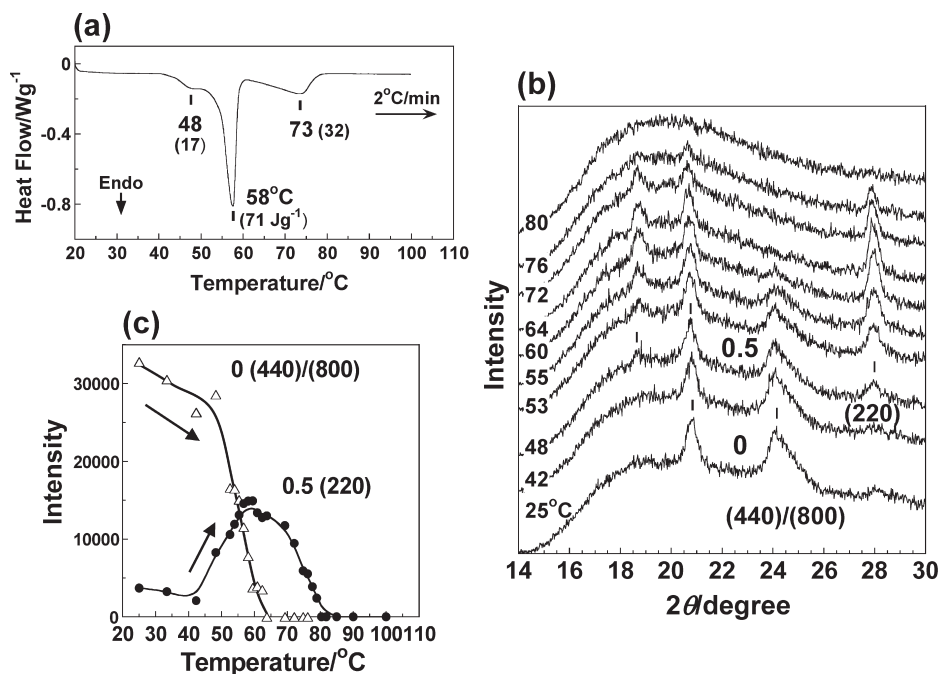 (a)
0
-0.4
-0.8
Heat Flow/Wg⁻¹
2°C/min
48
(17)
73 (32)
Endo
58°C
(71 Jg⁻¹)
20 30 40 50 60 70 80 90 100 110
Temperature/°C
(b)
Intensity
80
76
72
64
60
55
53
48
42
25°C
0.5
(220)
0
(440)/(800)
14 16 18 20 22 24 26 28 30
2θ/degree
(c)
30000
20000
10000
0
Intensity
0 (440)/(800)
0.5 (220)
20 30 40 50 60 70 80 90 100 110
Temperature/°C